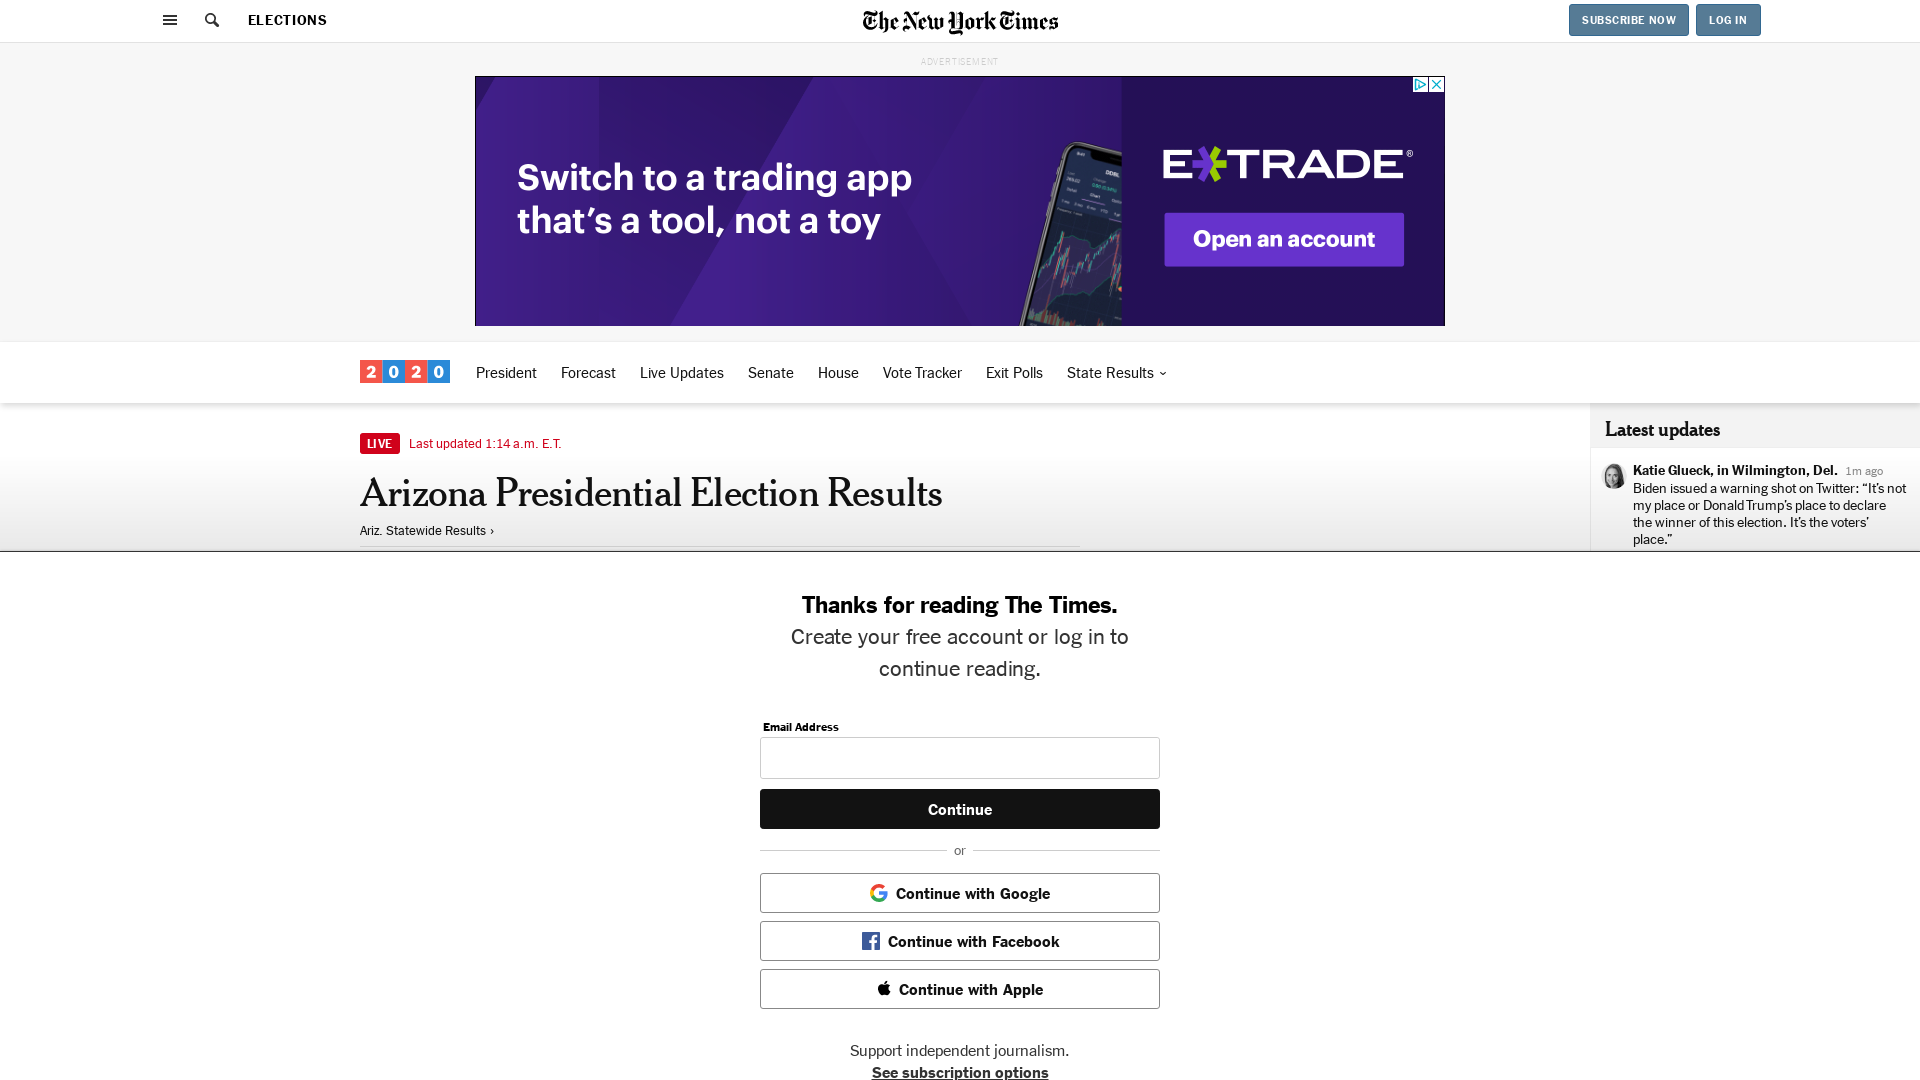 ELECTIONS
The New York Times
SUBSCRIBE NOW
LOG IN
ADVERTISEMENT
Switch to a trading app
that's a tool, not a toy
E*TRADE®
Open an account
2020
President
Forecast
Live Updates
Senate
House
Vote Tracker
Exit Polls
State Results
LIVE
Last updated 1:14 a.m. E.T.
Arizona Presidential Election Results
Ariz. Statewide Results ›
Latest updates
Katie Glueck, in Wilmington, Del. 1m ago
Biden issued a warning shot on Twitter: “It’s not
my place or Donald Trump’s place to declare
the winner of this election. It’s the voters’
place.”
Thanks for reading The Times.
Create your free account or log in to
continue reading.
Email Address
Continue
or
Continue with Google
Continue with Facebook
Continue with Apple
Support independent journalism.
See subscription options